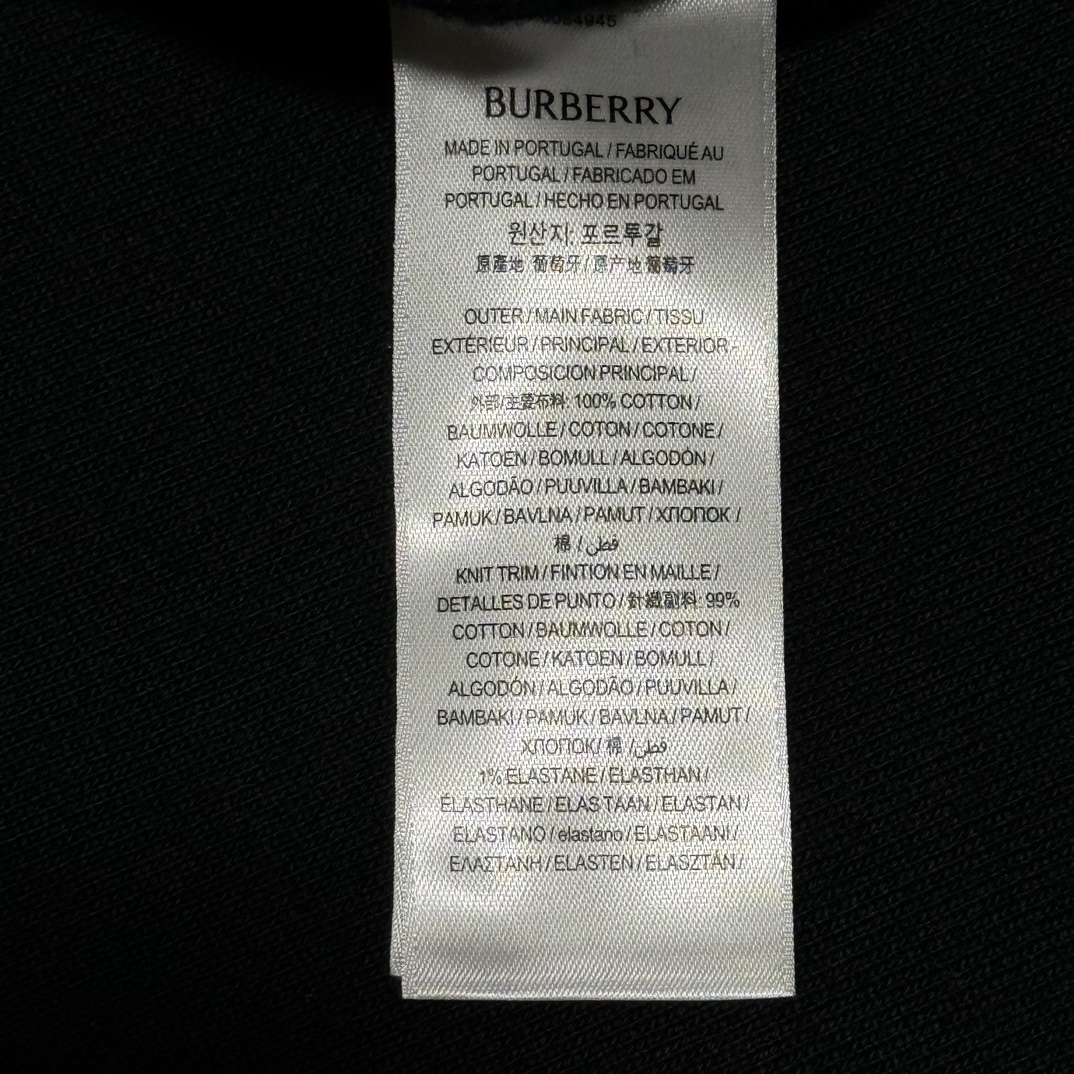 BURBERRY
MADE IN PORTUGAL / FABRIQUÉ AU
PORTUGAL / FABRICADO EM
PORTUGAL / HECHO EN PORTUGAL
원산지: 포르투갈
原產地 葡萄牙 / 原产地 葡萄牙
OUTER / MAIN FABRIC / TISSU
EXTÉRIEUR / PRINCIPAL / EXTERIOR -
COMPOSICION PRINCIPAL /
外部/主要布料: 100% COTTON /
BAUMWOLLE / COTON / COTONE /
KATOEN / BOMULL / ALGODÓN /
ALGODÃO / PUUVILLA / BAMBAKI /
PAMUK / BAVLNA / PAMUT / ХЛОПОК /
棉 / قطن
KNIT TRIM / FINTION EN MAILLE /
DETALLES DE PUNTO / 針織副料: 99%
COTTON / BAUMWOLLE / COTON /
COTONE / KATOEN / BOMULL /
ALGODÓN / ALGODÃO / PUUVILLA /
BAMBAKI / PAMUK / BAVLNA / PAMUT /
ХЛОПОК / 棉 / قطن
1% ELASTANE / ELASTHAN /
ÉLASTHANE / ELAS TAAN / ELASTAN /
ELASTANO / elastano / ELASTAANI /
ΕΛΑΣΤΑΝΗ / ELASTEN / ELASZTÁN /